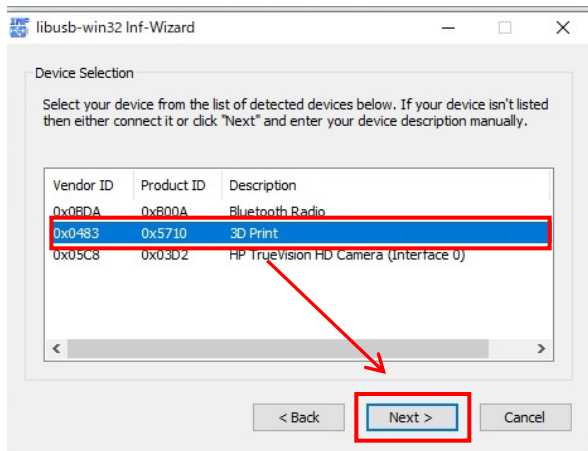 INF
libusb-win32 Inf-Wizard
Device Selection
Select your device from the list of detected devices below. If your device isn't listed
then either connect it or click "Next" and enter your device description manually.
Vendor ID Product ID Description
0x0BDA 0xB00A Bluetooth Radio
0x0483 0x5710 3D Print
0x05C8 0x03D2 HP TrueVision HD Camera (Interface 0)
< Back Next > Cancel